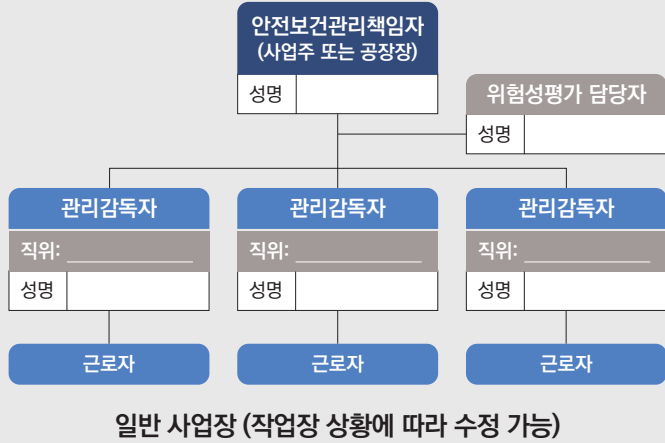 안전보건관리책임자
(사업주 또는 공장장)
성명
위험성평가 담당자
성명
관리감독자
관리감독자
관리감독자
직위:
직위:
직위:
성명
성명
성명
근로자
근로자
근로자
일반 사업장 (작업장 상황에 따라 수정 가능)